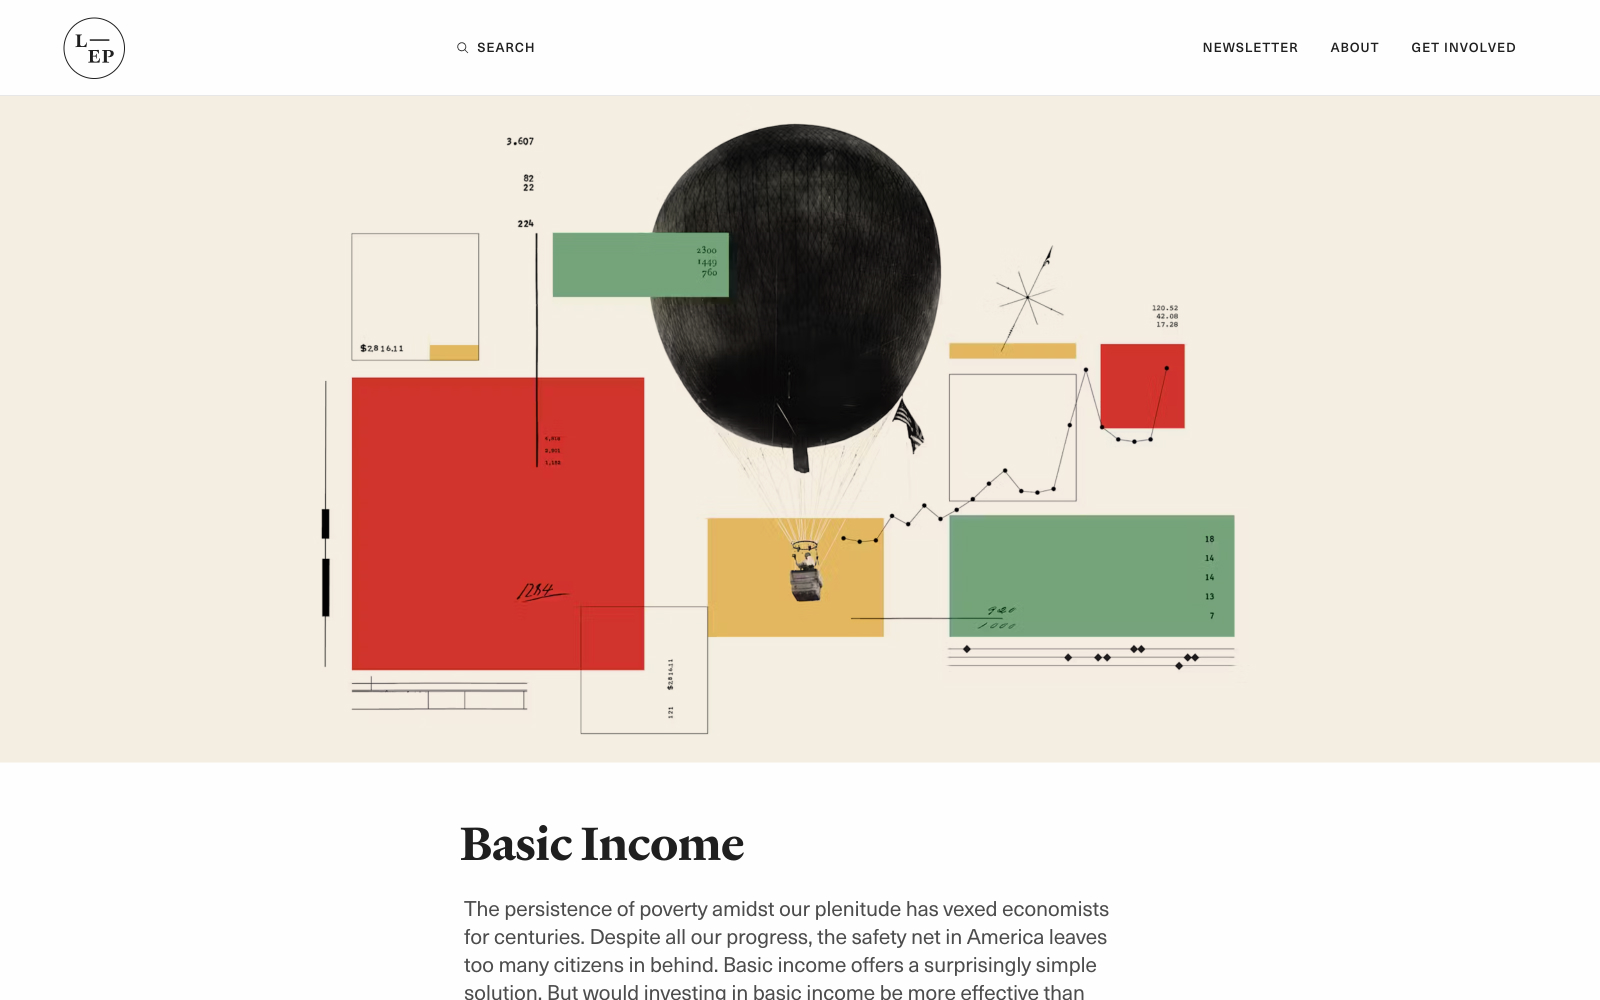 L—
EP
SEARCH
NEWSLETTER
ABOUT
GET INVOLVED
3.607
82
22
224
2300
1449
760
$2,816.11
120.52
42.08
17.28
1284
18
14
14
13
7
920
1000
$2816.11
121
Basic Income
The persistence of poverty amidst our plenitude has vexed economists
for centuries. Despite all our progress, the safety net in America leaves
too many citizens in behind. Basic income offers a surprisingly simple
solution. But would investing in basic income be more effective than